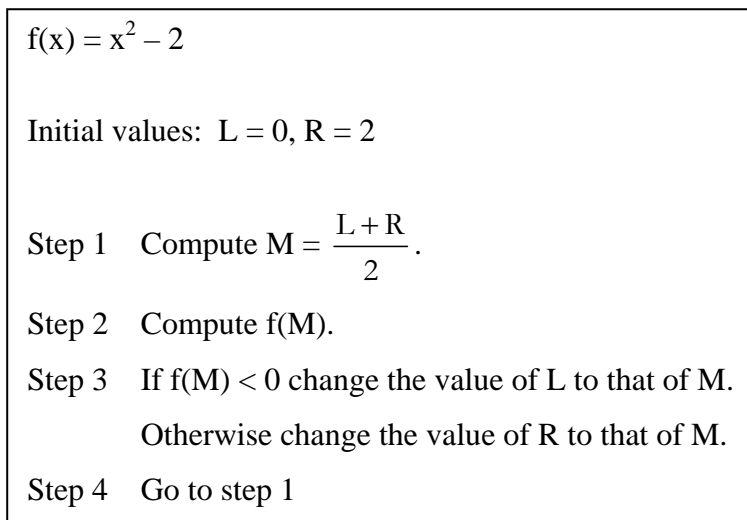 f(x) = x² – 2
Initial values: L = 0, R = 2
Step 1 Compute M = (L + R)/2 .
Step 2 Compute f(M).
Step 3 If f(M) < 0 change the value of L to that of M.
Otherwise change the value of R to that of M.
Step 4 Go to step 1